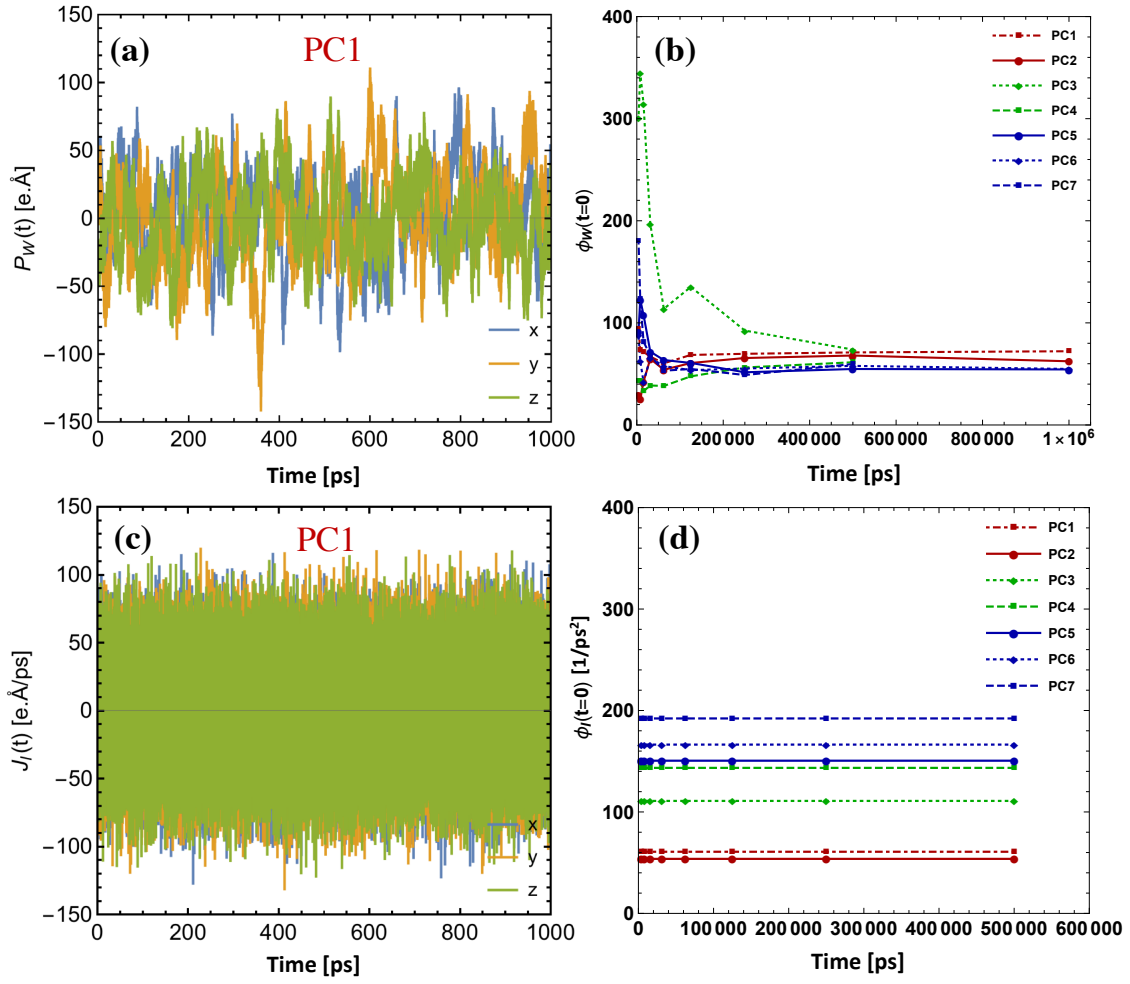 (a)
PC1
P_W(t) [e.Å]
150
100
50
0
−50
−100
−150
x
y
z
0
200
400
600
800
1000
Time [ps]
(b)
ϕ_W(t=0)
400
300
200
100
0
PC1
PC2
PC3
PC4
PC5
PC6
PC7
0
200 000
400 000
600 000
800 000
1×10^6
Time [ps]
(c)
PC1
J_I(t) [e.Å/ps]
150
100
50
0
−50
−100
−150
x
y
z
0
200
400
600
800
1000
Time [ps]
(d)
ϕ_I(t=0) [1/ps²]
400
300
200
100
0
PC1
PC2
PC3
PC4
PC5
PC6
PC7
0
100 000
200 000
300 000
400 000
500 000
600 000
Time [ps]